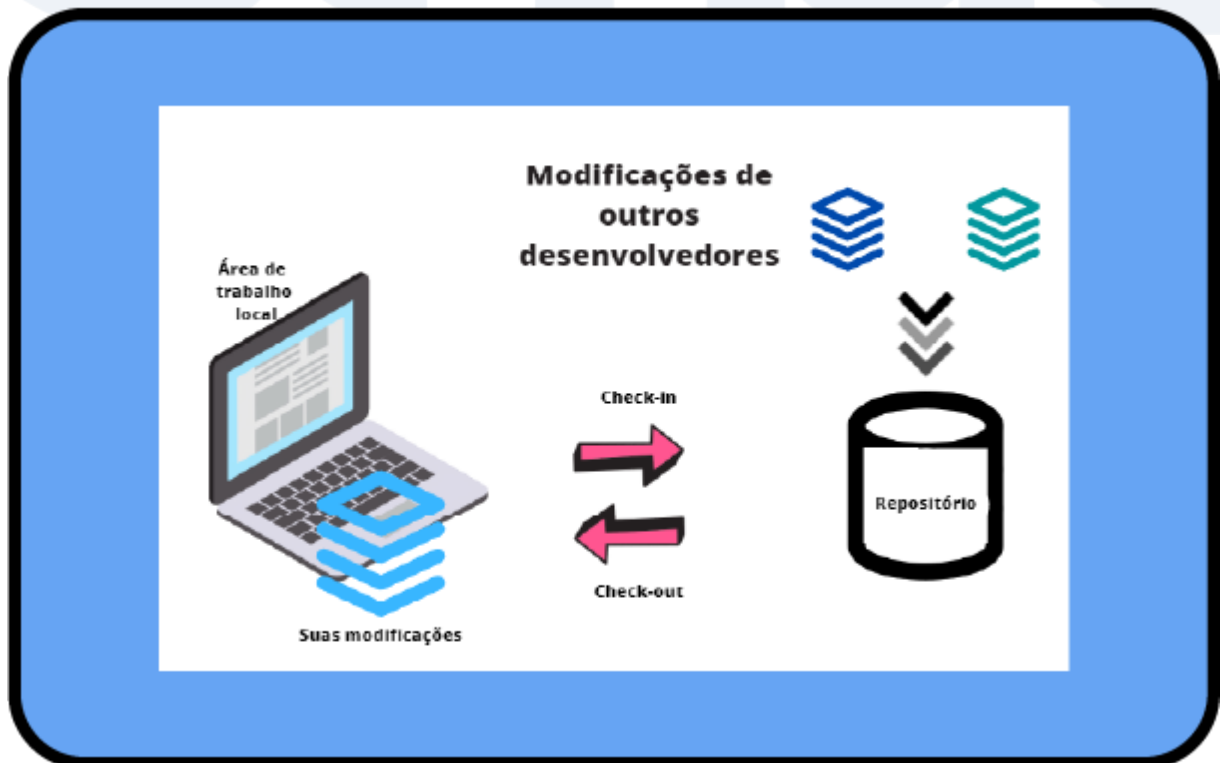 Modificações de
outros
desenvolvedores
Área de
trabalho
local
Check-in
Repositório
Check-out
Suas modificações